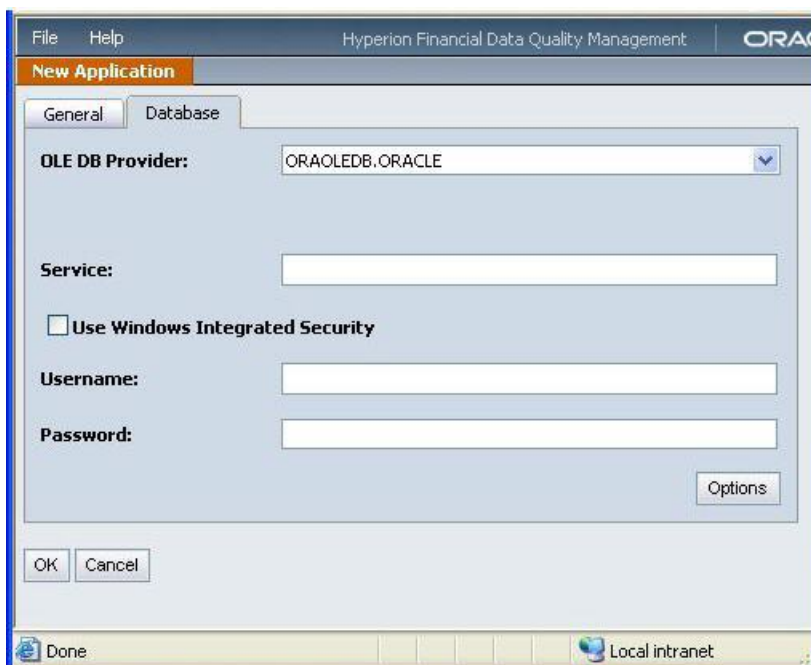 File Help Hyperion Financial Data Quality Management ORAC
New Application
General Database
OLE DB Provider: ORAOLEDB.ORACLE
Service:
Use Windows Integrated Security
Username:
Password:
Options
OK Cancel
Done Local intranet